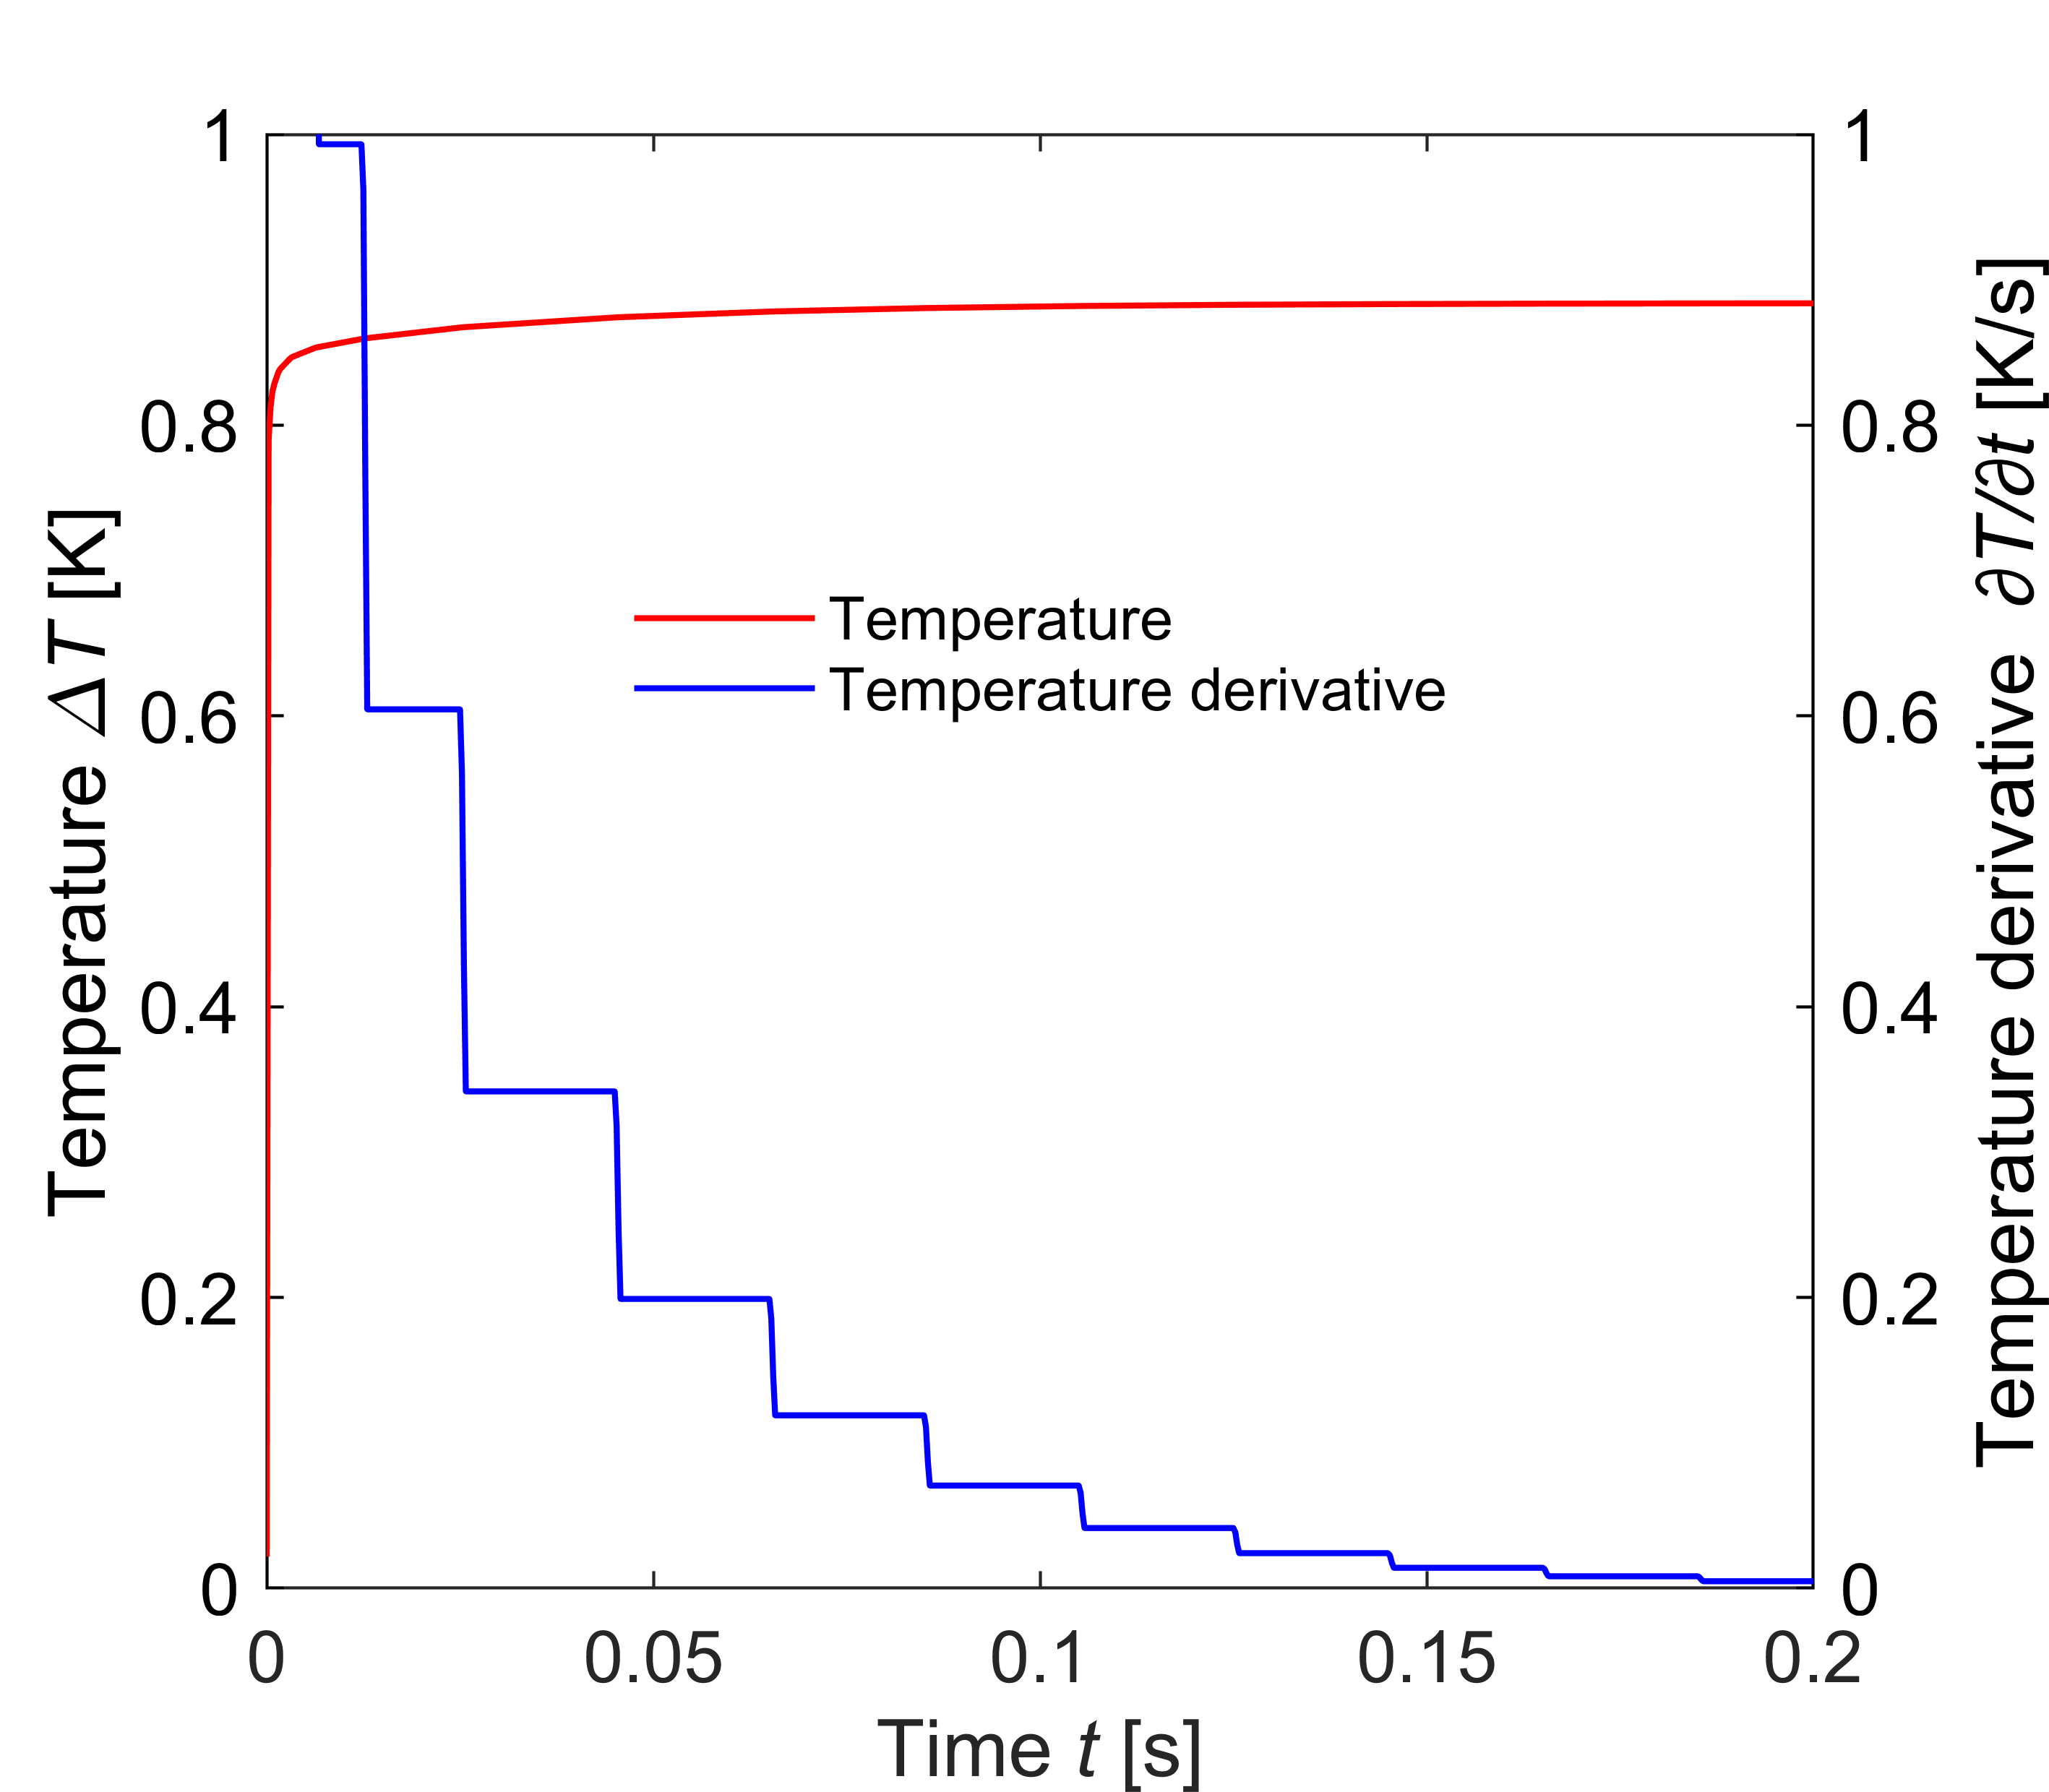 1
0.8
0.6
0.4
0.2
0
Temperature ΔT [K]
Temperature
Temperature derivative
1
0.8
0.6
0.4
0.2
0
Temperature derivative ∂T/∂t [K/s]
0 0.05 0.1 0.15 0.2
Time t [s]